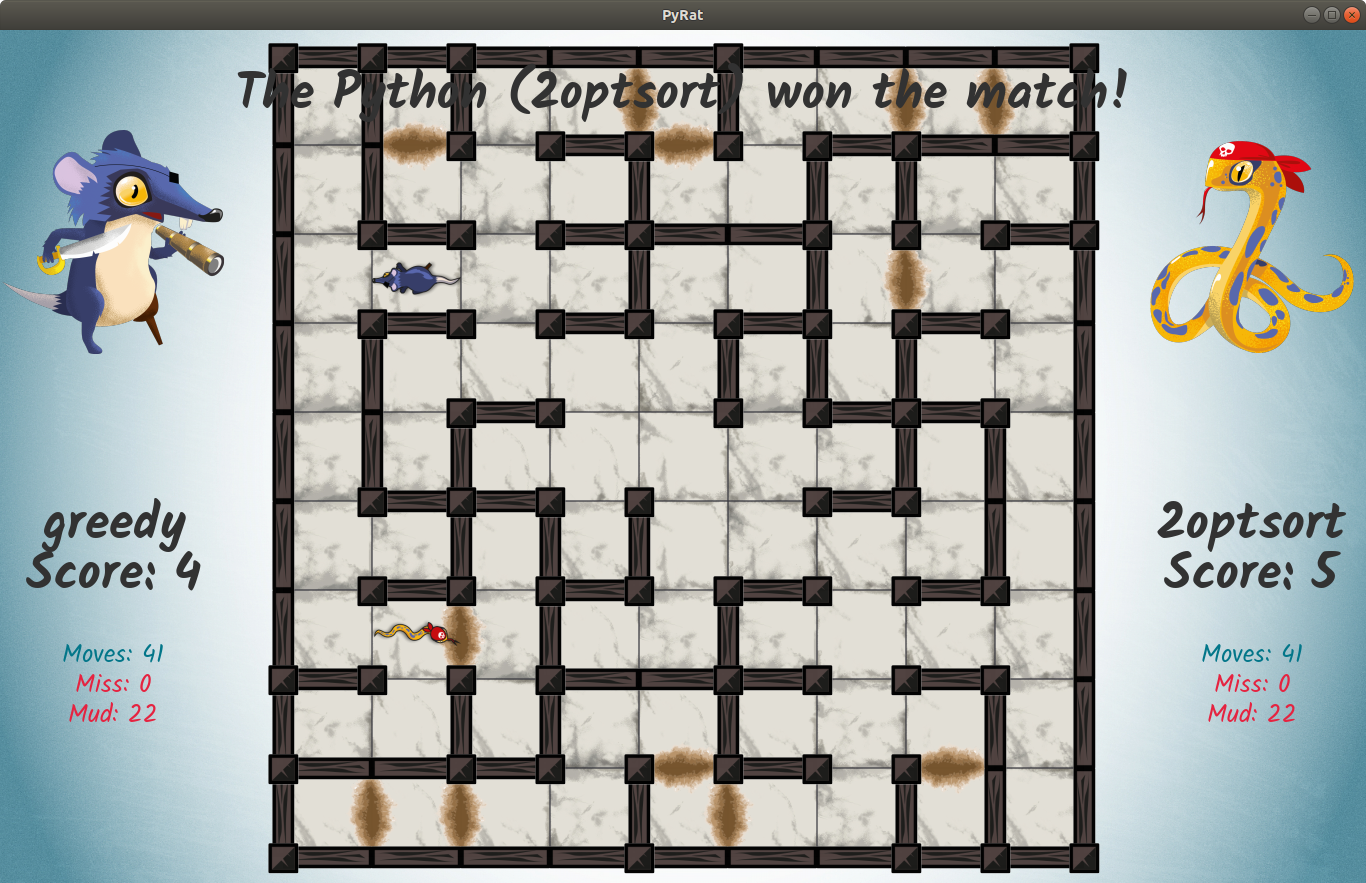 PyRat
The Python (2optsort) won the match!
greedy
Score: 4
Moves: 41
Miss: 0
Mud: 22
2optsort
Score: 5
Moves: 41
Miss: 0
Mud: 22